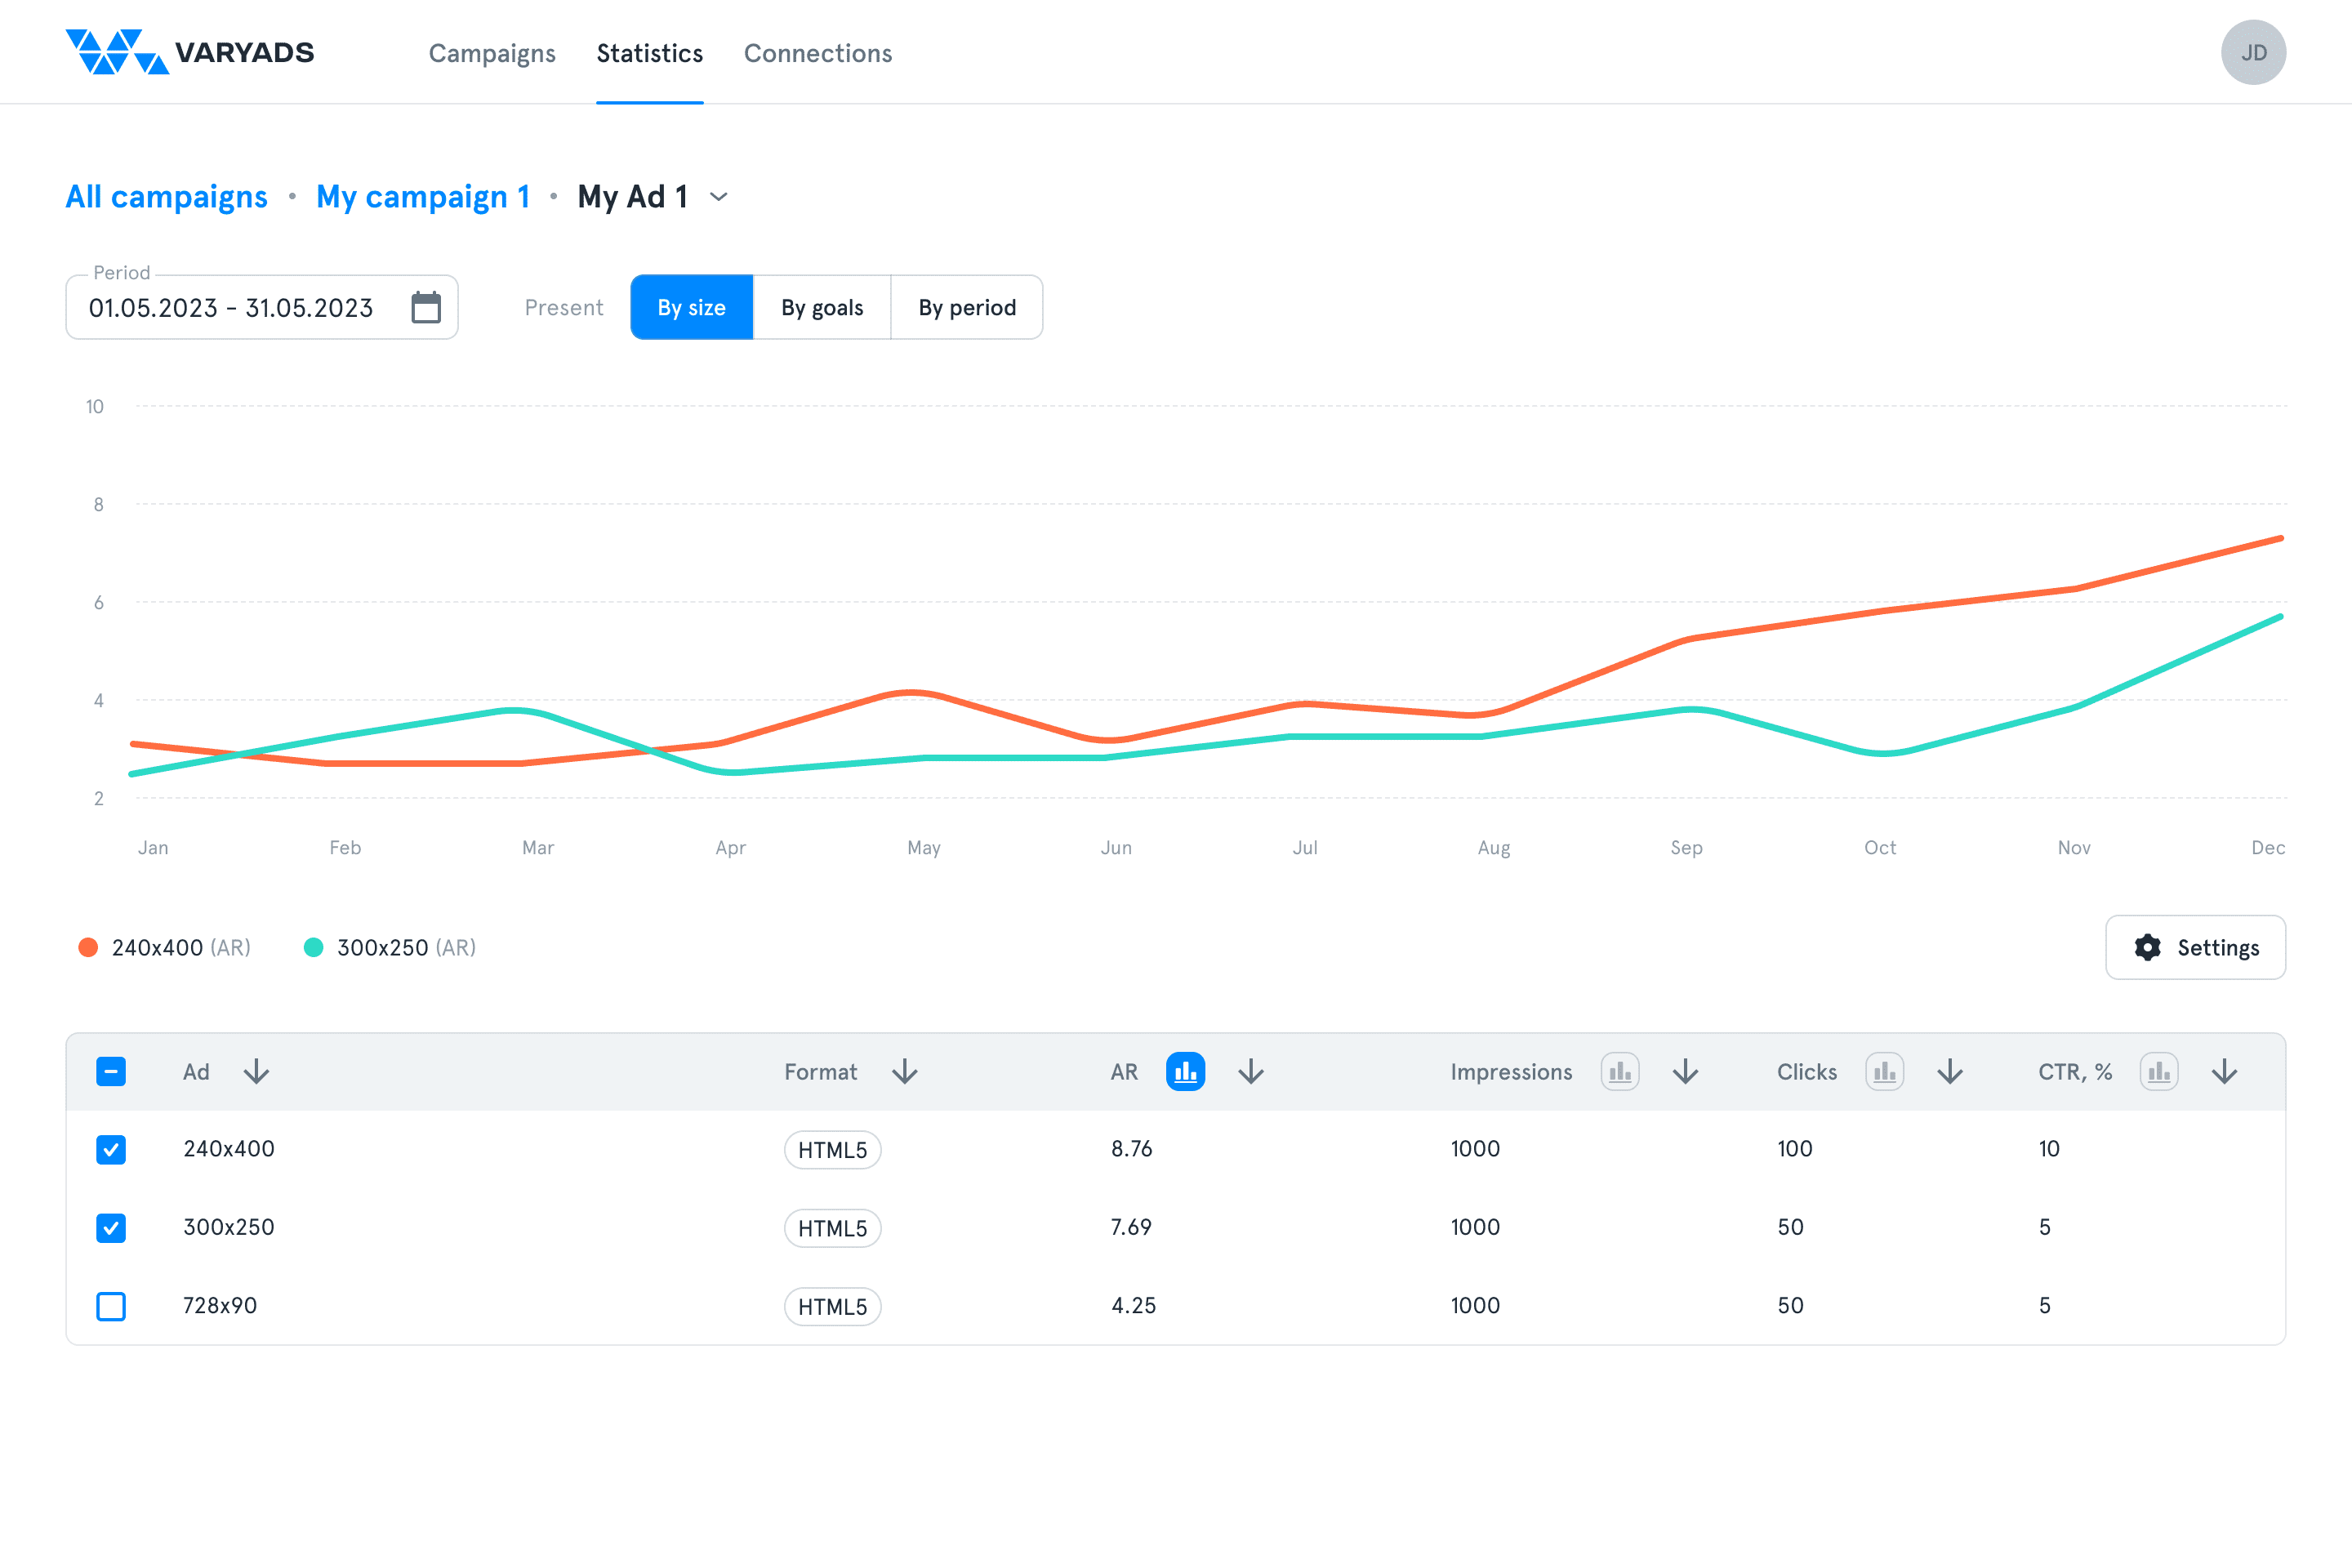 VARYADS Campaigns Statistics Connections JD
All campaigns • My campaign 1 • My Ad 1
Period
01.05.2023 - 31.05.2023 Present By size By goals By period
10
8
6
4
2
Jan Feb Mar Apr May Jun Jul Aug Sep Oct Nov Dec
240x400 (AR) 300x250 (AR) Settings
Ad Format AR Impressions Clicks CTR, %
240x400 HTML5 8.76 1000 100 10
300x250 HTML5 7.69 1000 50 5
728x90 HTML5 4.25 1000 50 5